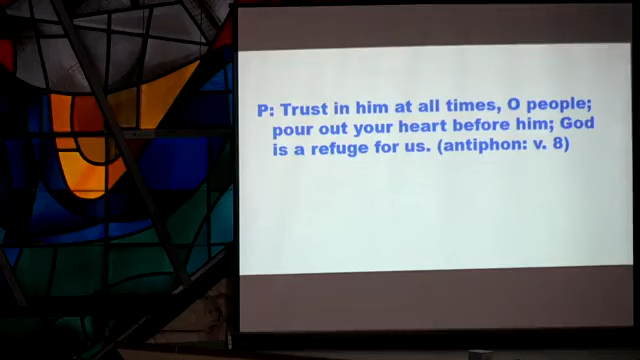 P: Trust in him at all times, O people;
pour out your heart before him; God
is a refuge for us. (antiphon: v. 8)